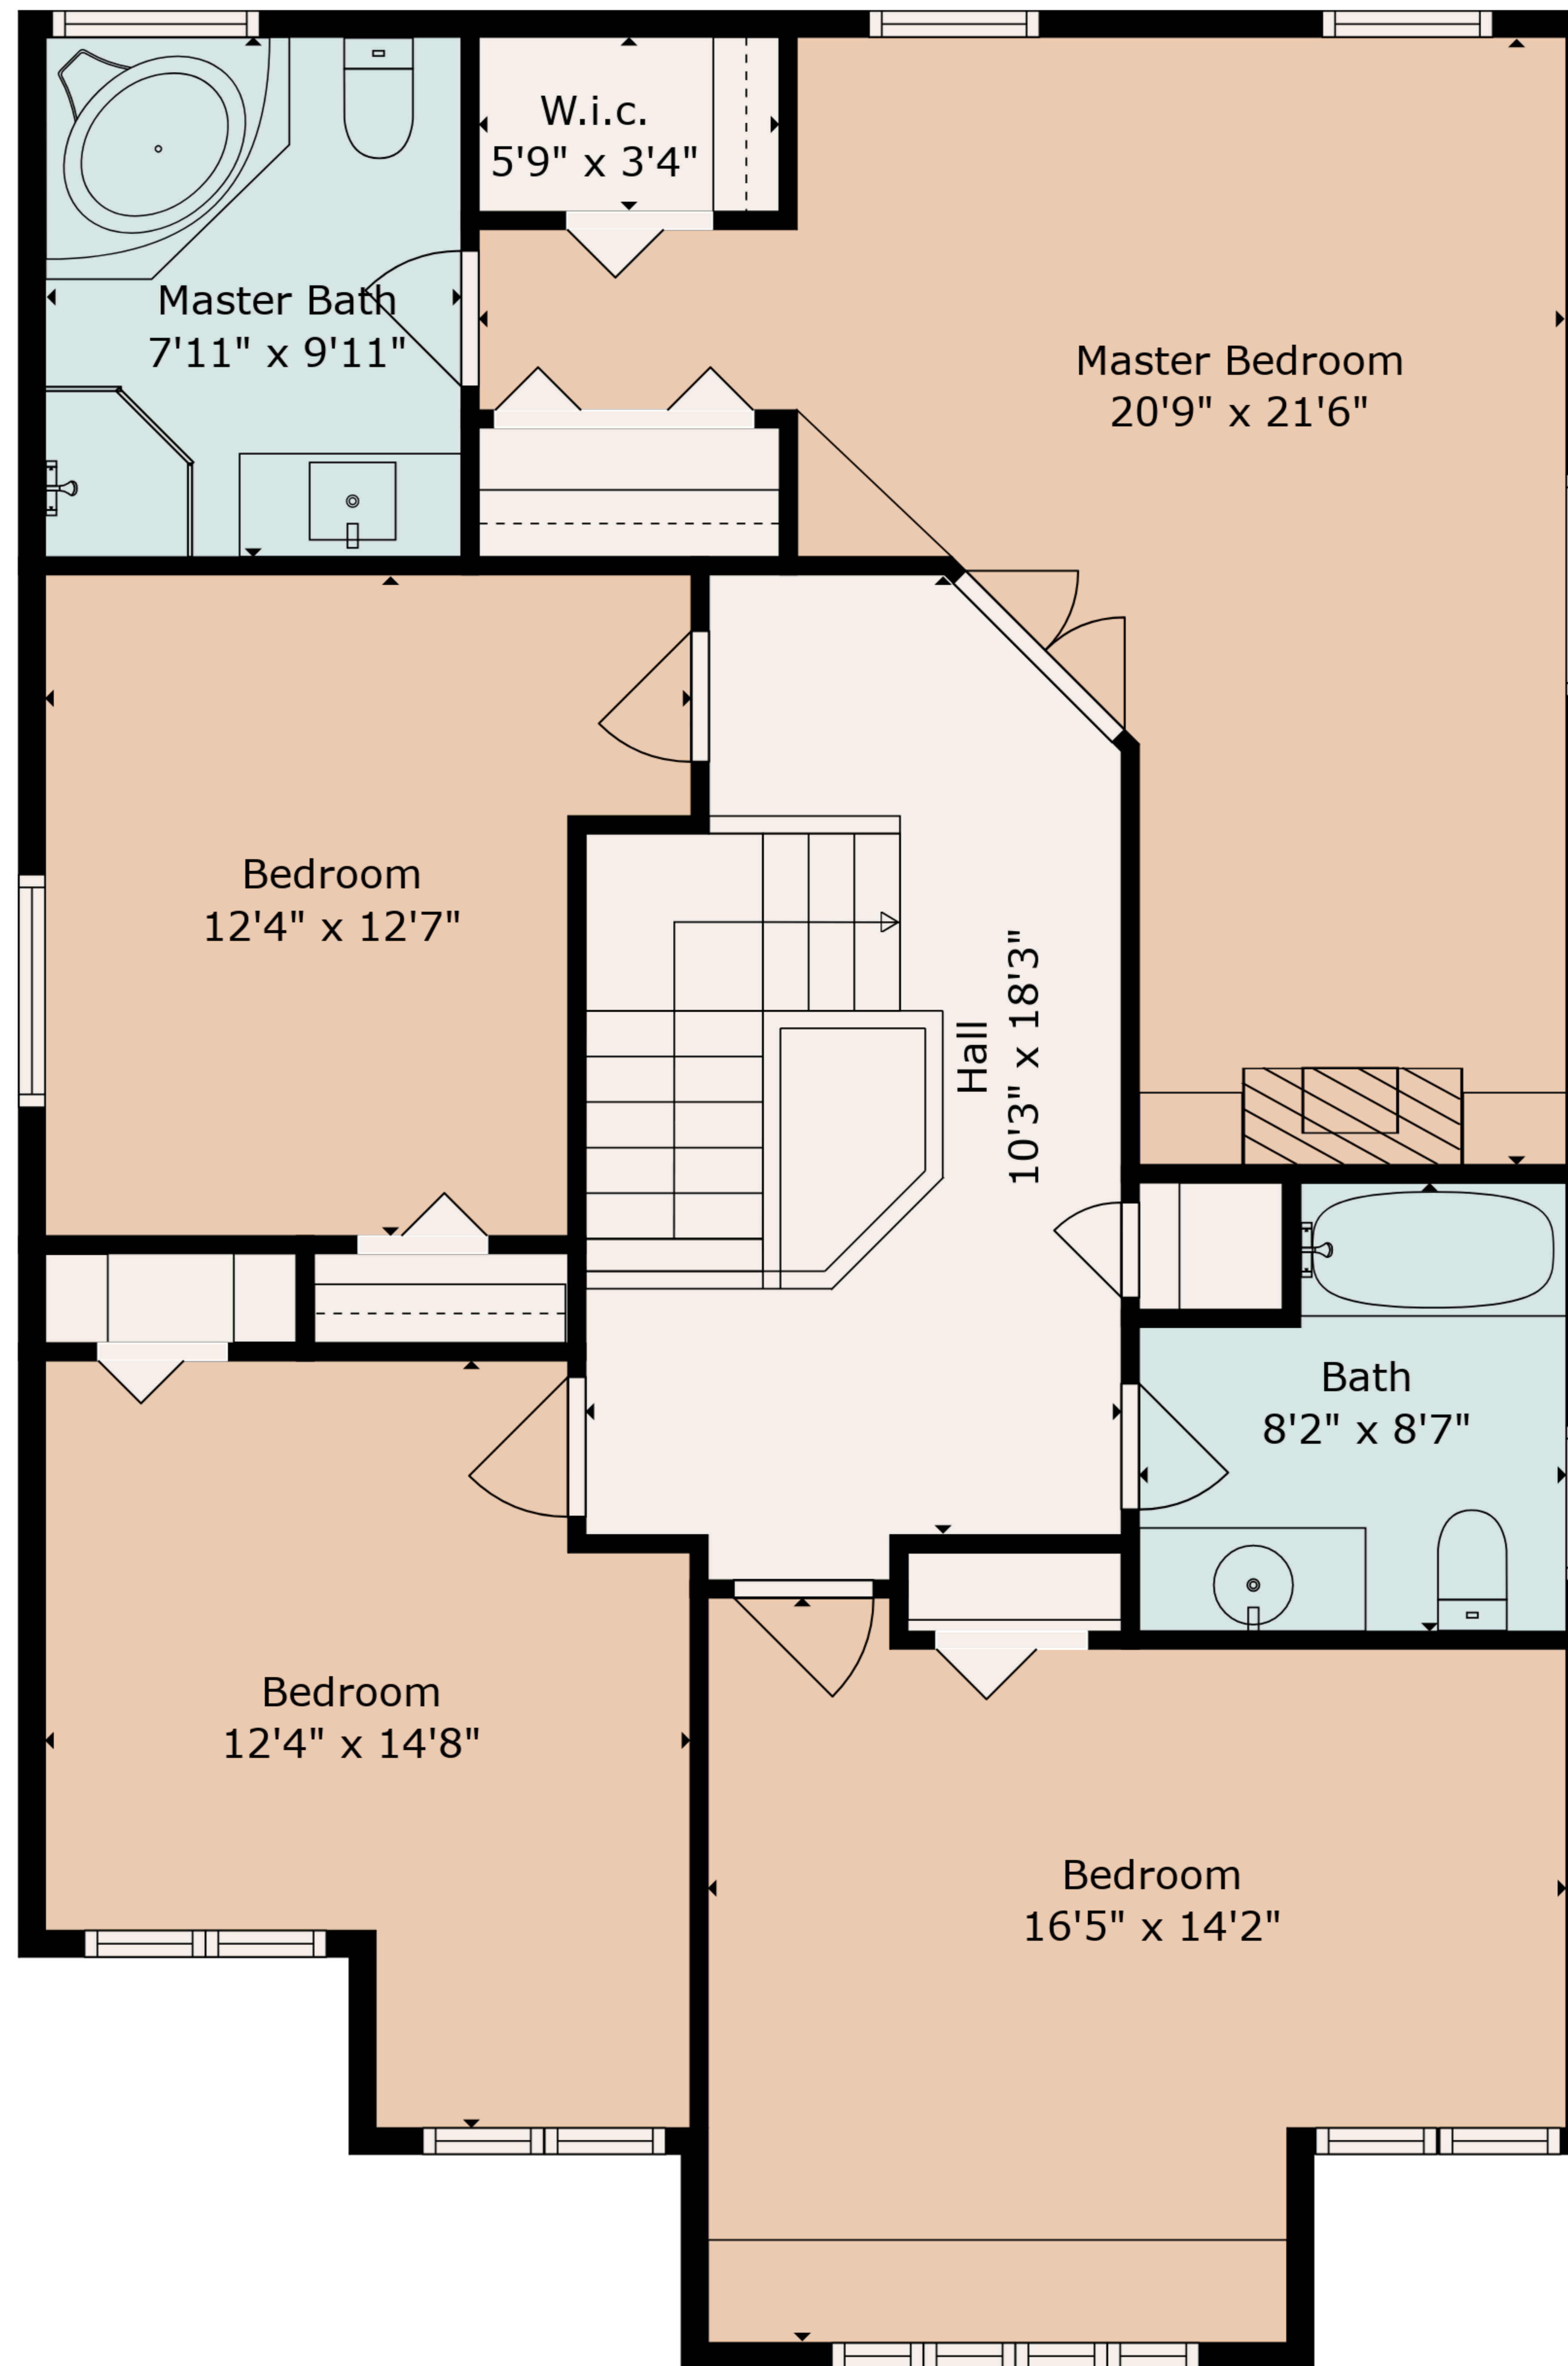 W.i.c.
5'9" x 3'4"
Master Bath
7'11" x 9'11"
Master Bedroom
20'9" x 21'6"
Bedroom
12'4" x 12'7"
Hall
10'3" x 18'3"
Bath
8'2" x 8'7"
Bedroom
12'4" x 14'8"
Bedroom
16'5" x 14'2"